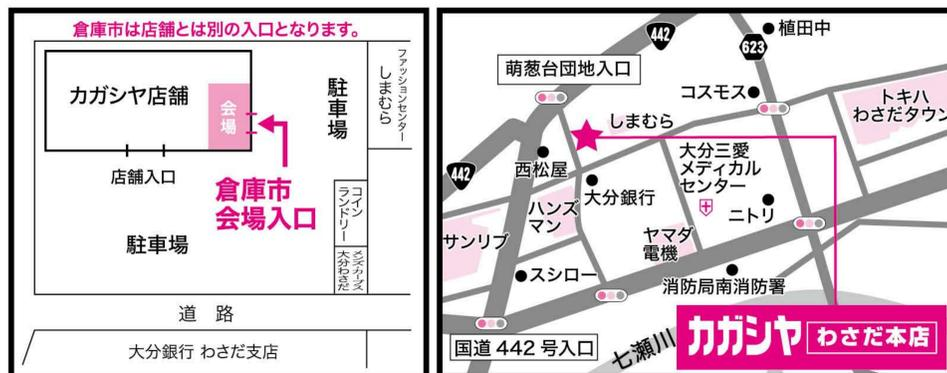 倉庫市は店舗とは別の入口となります。
カガシヤ店舗
会場
店舗入口
倉庫市
会場入口
駐車場
駐車場
ファッションセンター
しまむら
コイン
ランドリー
メンズ・カーブス
大分わさだ
道 路
大分銀行 わさだ支店
442
植田中
623
萌葱台団地入口
コスモス
トキハ
わさだタウン
しまむら
442
西松屋
大分三愛
メディカル
センター
大分銀行
ハンズ
マン
ニトリ
サンリブ
ヤマダ
電機
スシロー
消防局南消防署
国道442号入口
七瀬川
カガシヤ わさだ本店